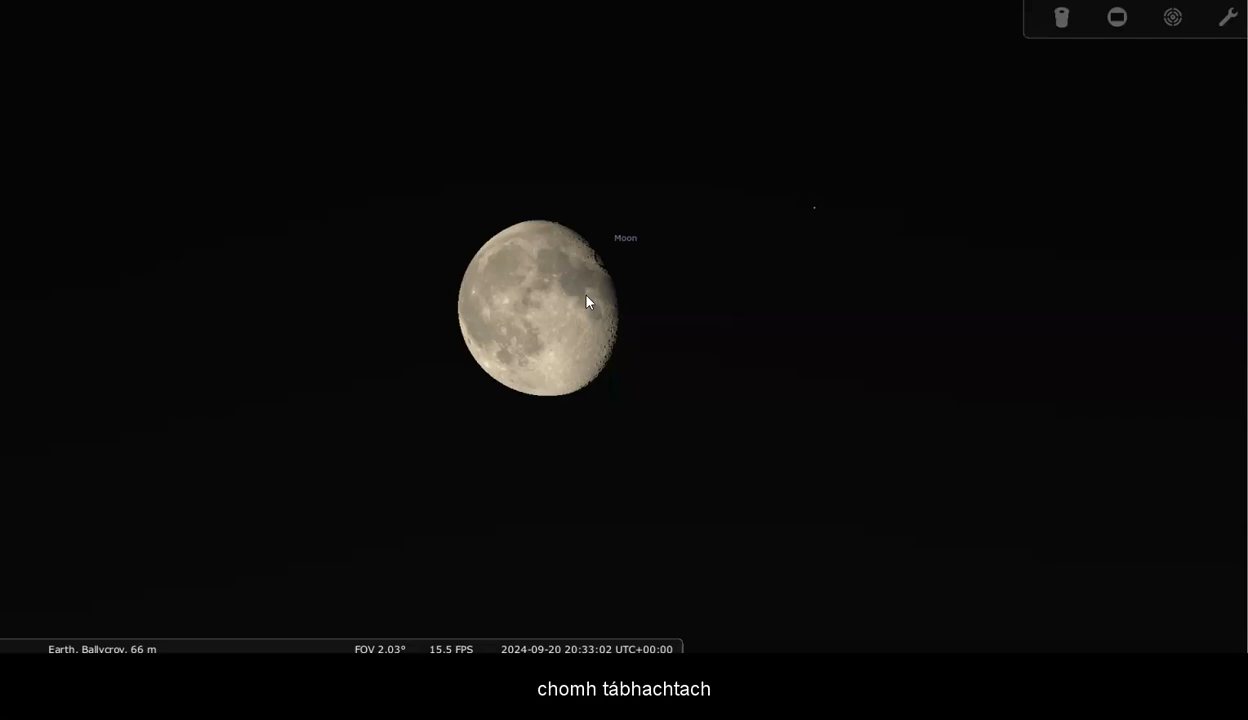 Moon
Earth, Ballycroy, 66 m FOV 2.03° 15.5 FPS 2024-09-20 20:33:02 UTC+00:00
chomh tábhachtach